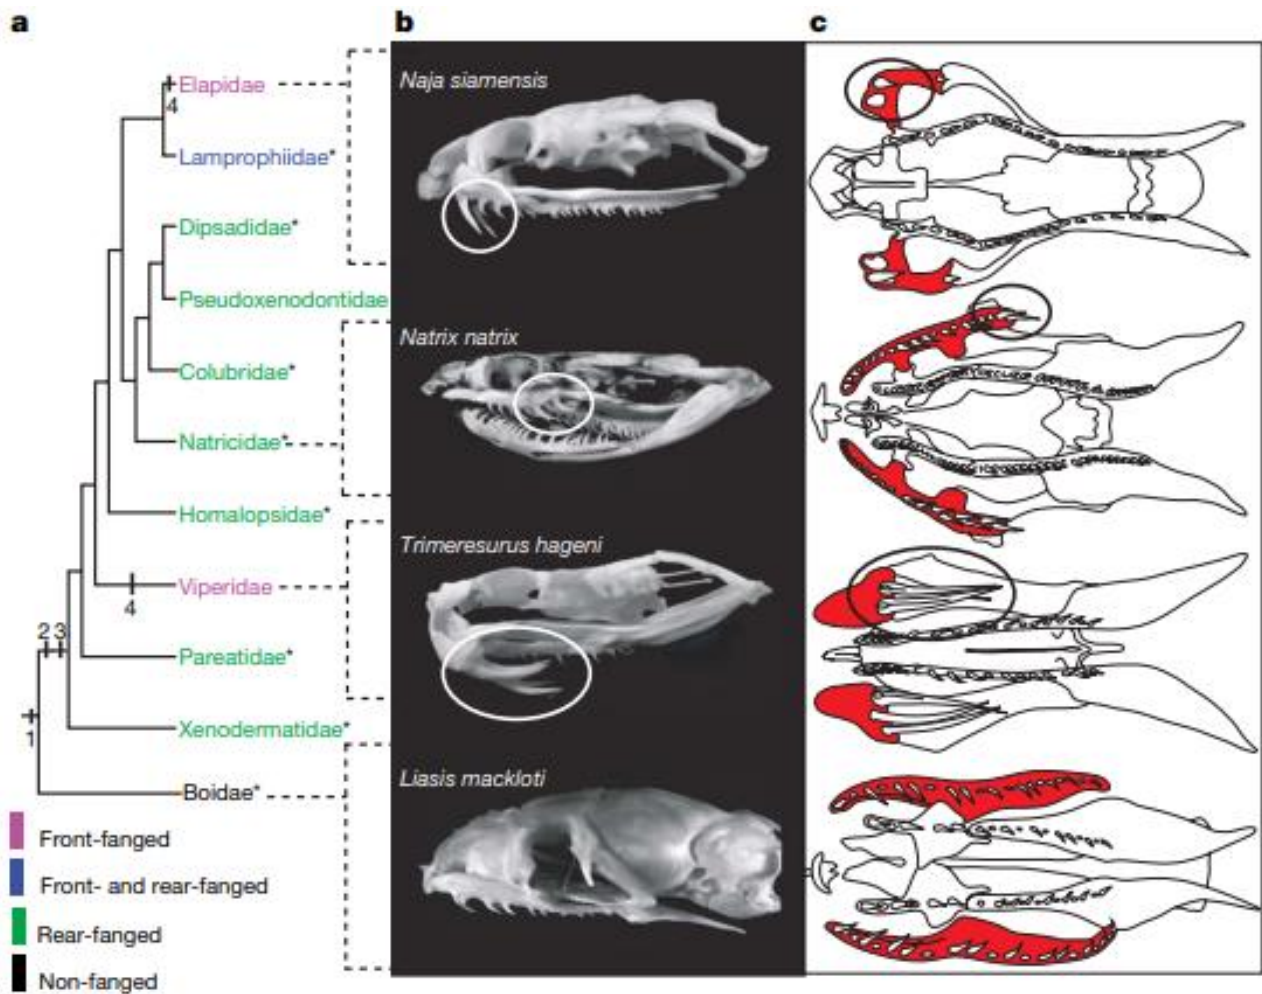 a
b
c
Elapidae
4
Lamprophiidae*
Dipsadidae*
Pseudoxenodontidae
Colubridae*
Natricidae*
Homalopsidae*
Viperidae
4
2 3
Pareatidae*
Xenodermatidae*
1
Boidae*
Front-fanged
Front- and rear-fanged
Rear-fanged
Non-fanged
Naja siamensis
Natrix natrix
Trimeresurus hageni
Liasis mackloti